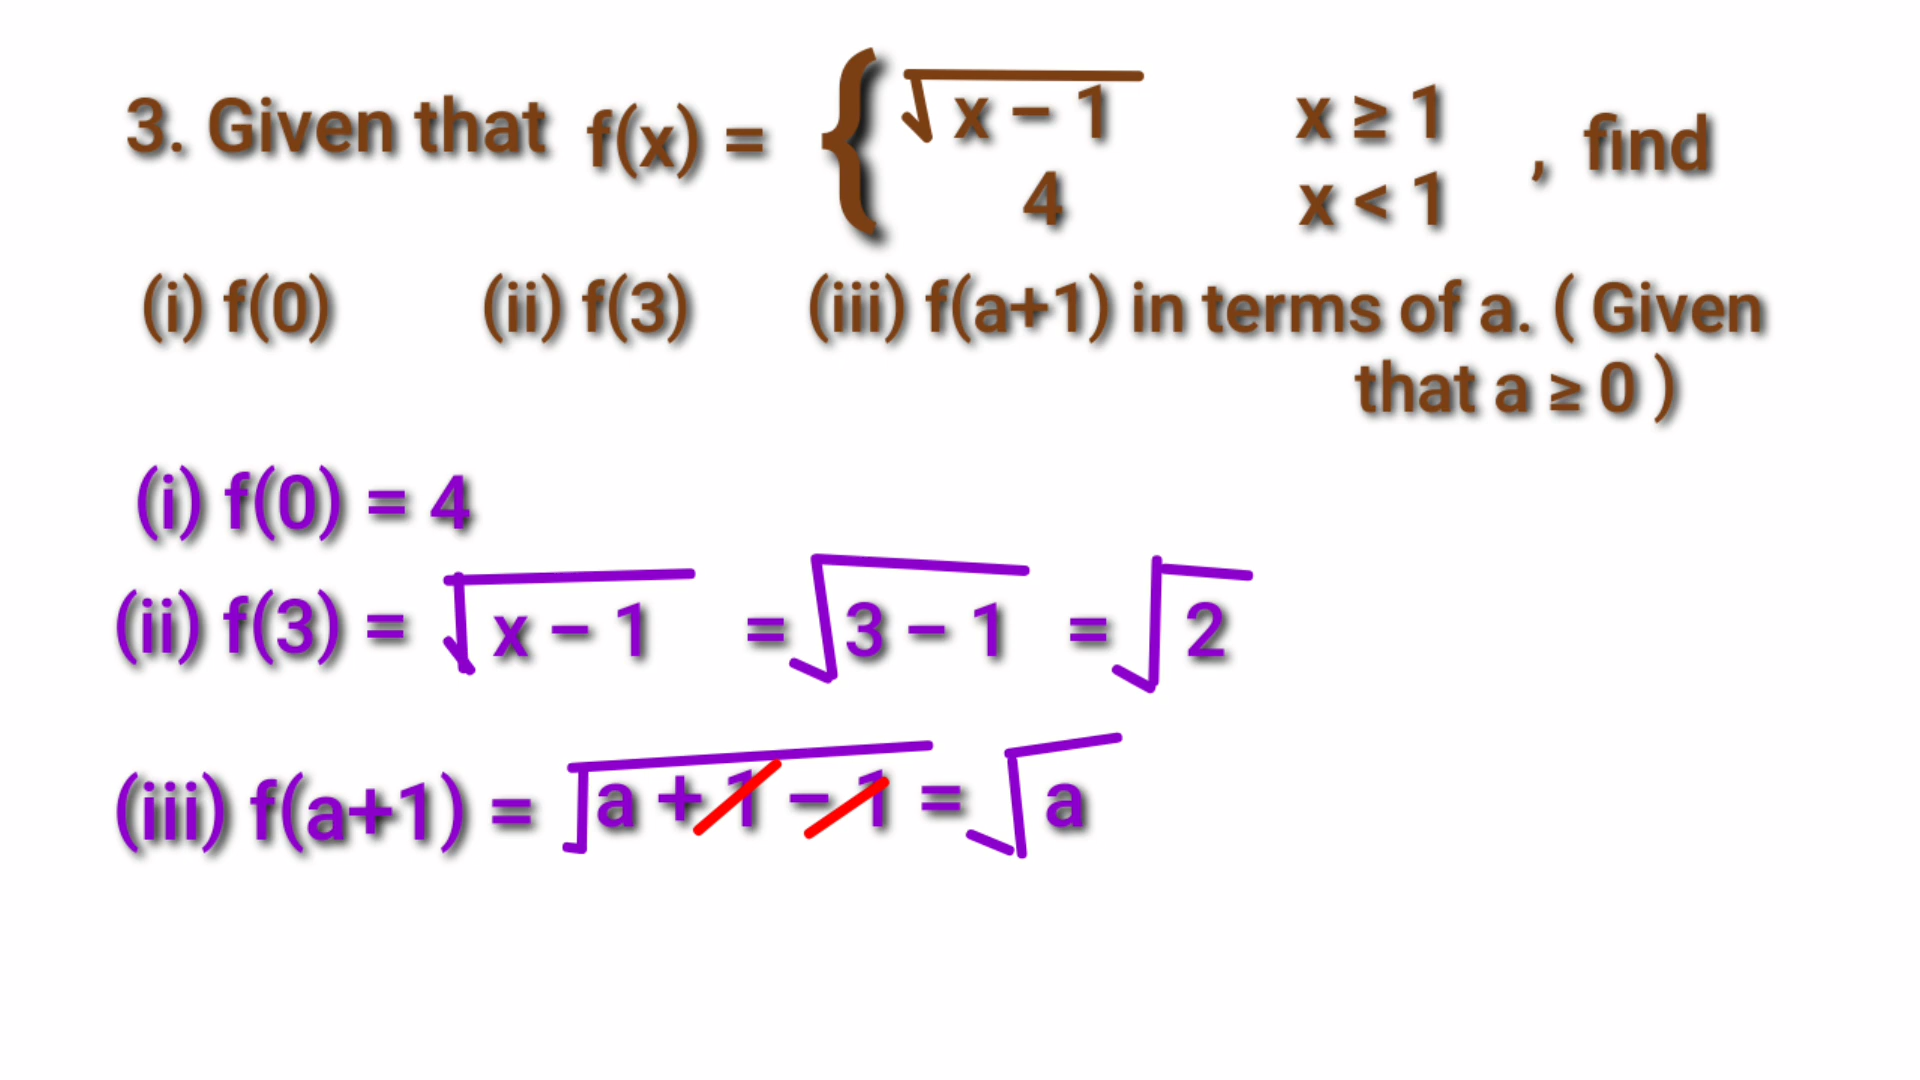 3. Given that f(x) = { √(x − 1)  x ≥ 1 , find
4  x < 1
(i) f(0) (ii) f(3) (iii) f(a+1) in terms of a. ( Given
that a ≥ 0 )
(i) f(0) = 4
(ii) f(3) = √(x − 1) = √(3 − 1) = √2
(iii) f(a+1) = √(a + 1 − 1) = √a